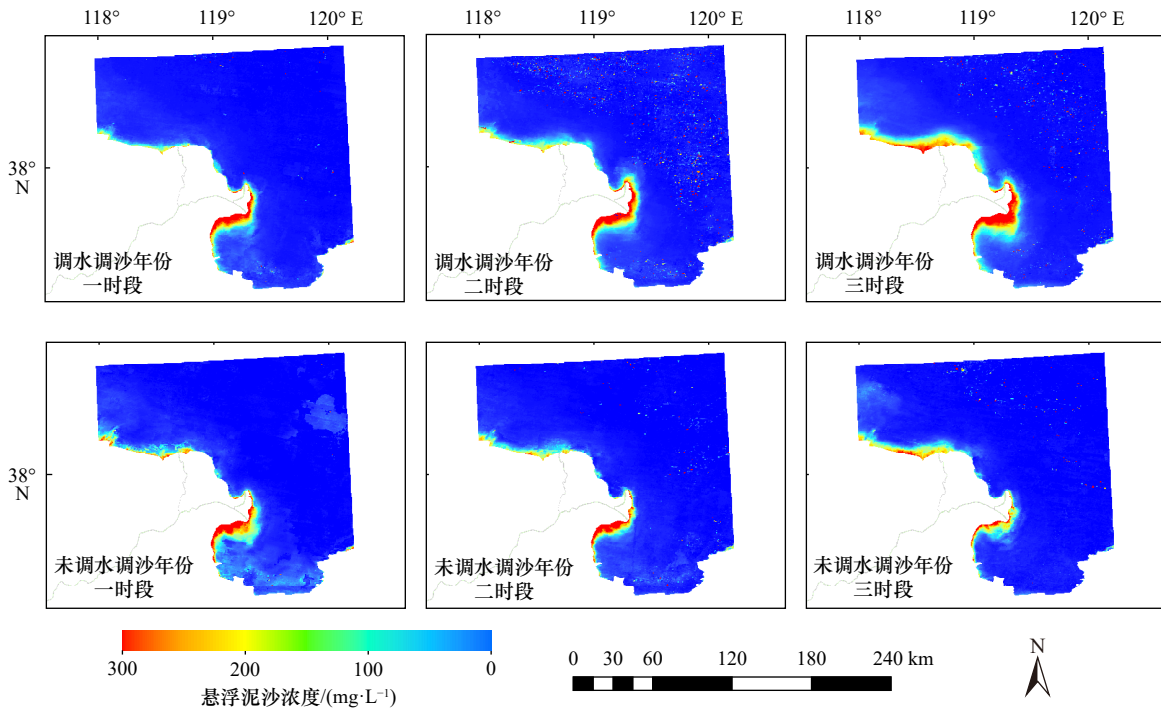 118° 119° 120° E 118° 119° 120° E 118° 119° 120° E
38°
N
调水调沙年份
一时段
调水调沙年份
二时段
调水调沙年份
三时段
38°
N
未调水调沙年份
一时段
未调水调沙年份
二时段
未调水调沙年份
三时段
300 200 100 0
悬浮泥沙浓度/(mg·L⁻¹)
0 30 60 120 180 240 km
N